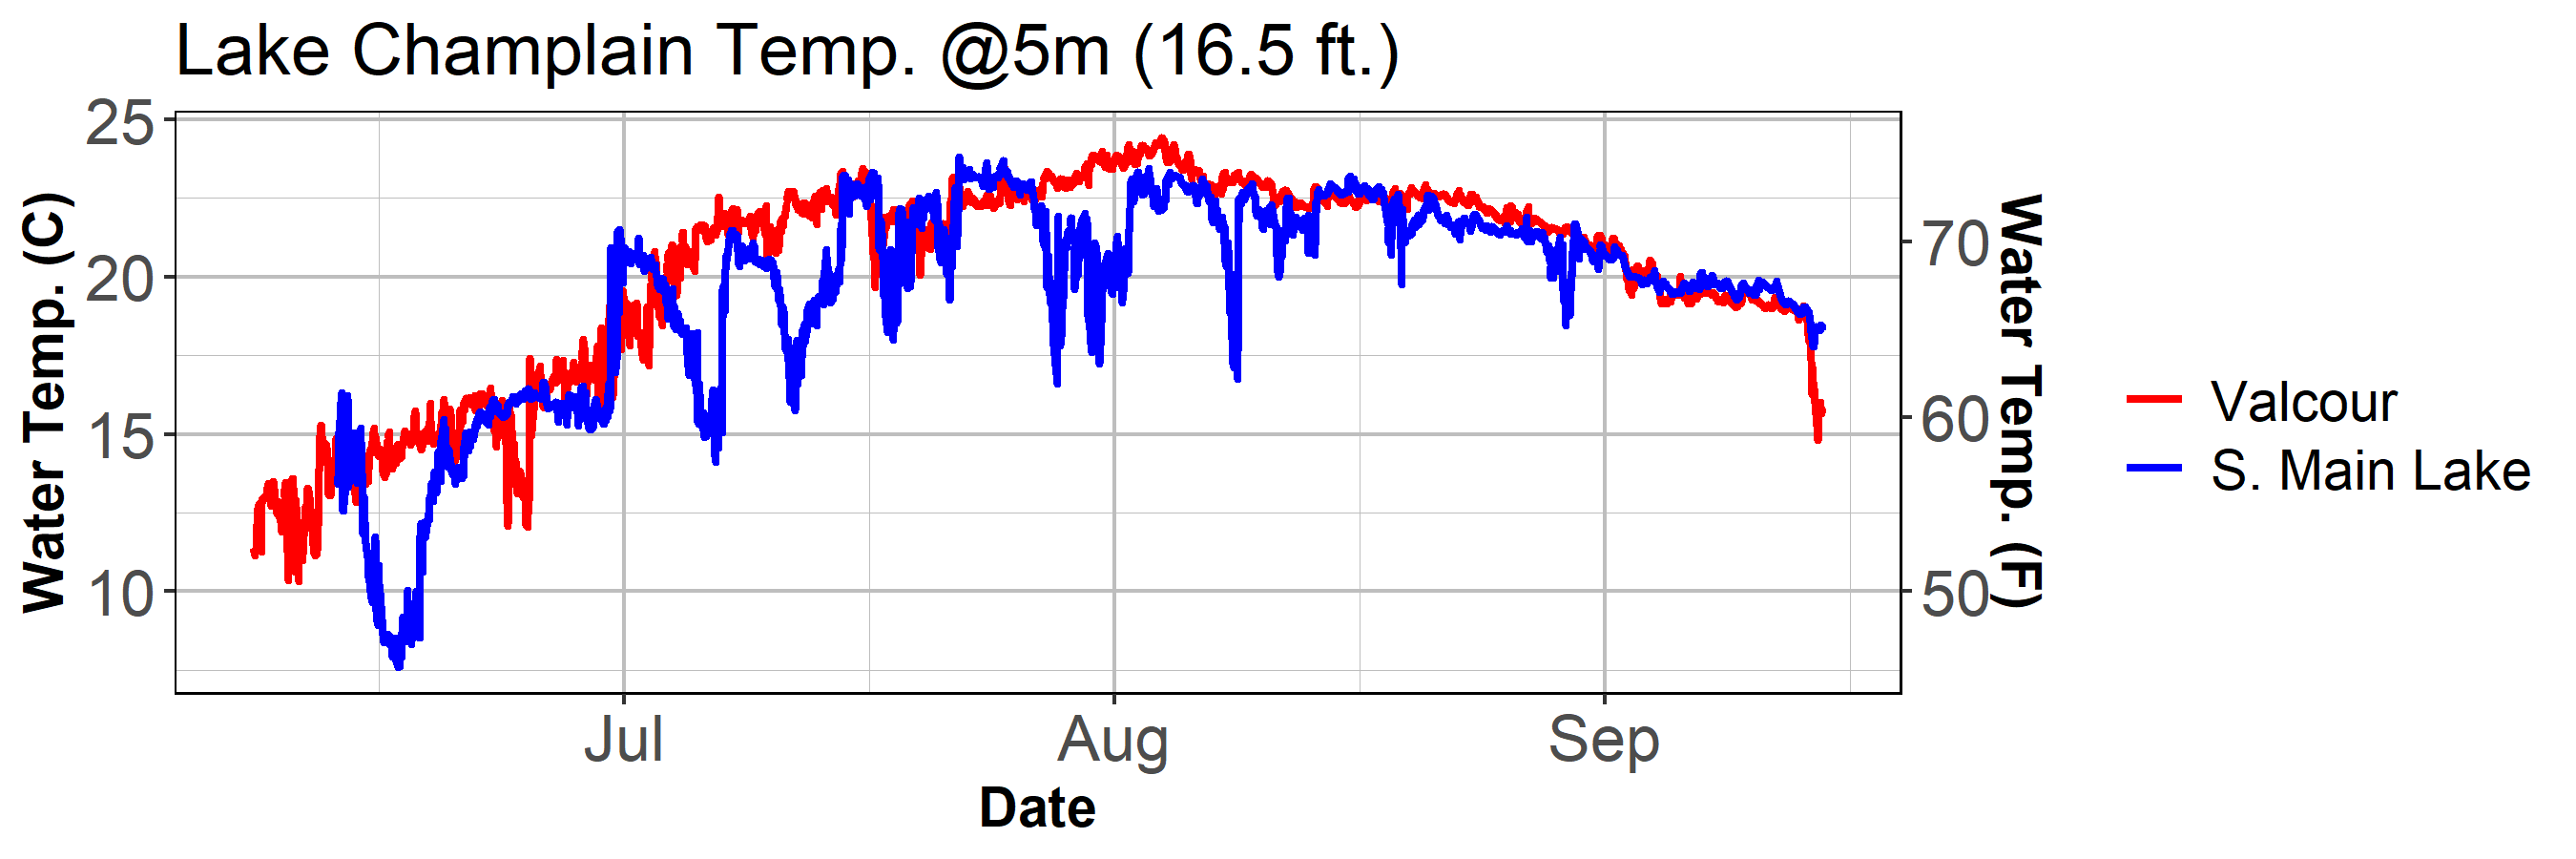 Lake Champlain Temp. @5m (16.5 ft.)
Water Temp. (C)
25
20
15
10
70
60
50
Water Temp. (F)
Jul
Aug
Sep
Date
Valcour
S. Main Lake